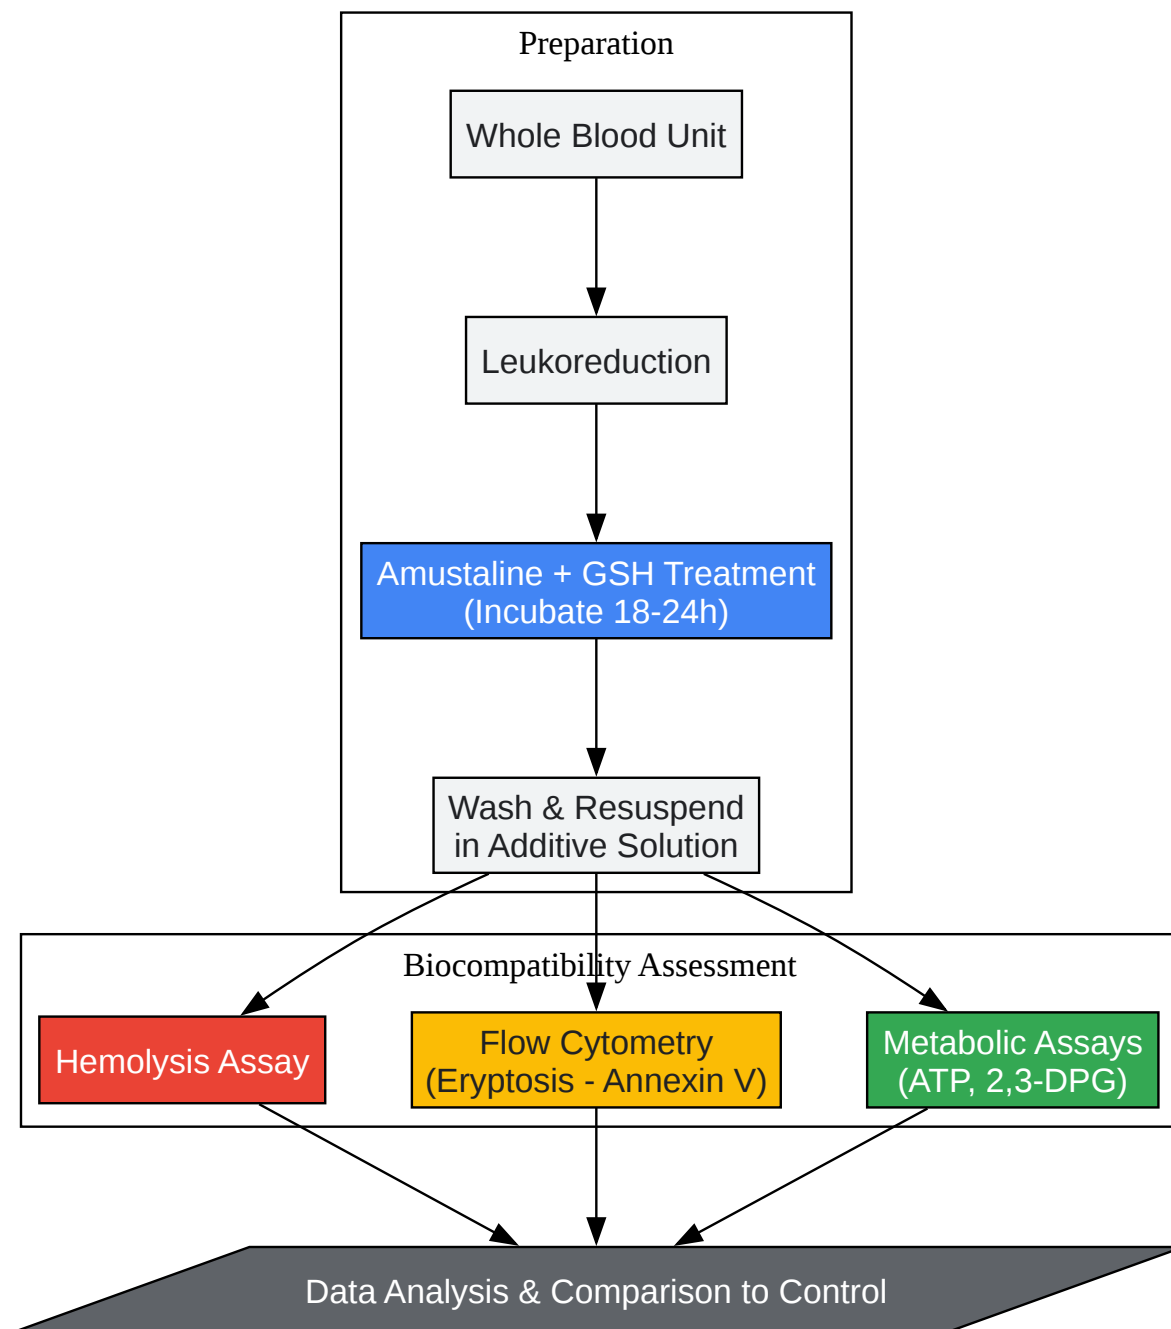 Preparation
Whole Blood Unit
Leukoreduction
Amustaline + GSH Treatment
(Incubate 18-24h)
Wash & Resuspend
in Additive Solution
Biocompatibility Assessment
Hemolysis Assay
Flow Cytometry
(Eryptosis - Annexin V)
Metabolic Assays
(ATP, 2,3-DPG)
Data Analysis & Comparison to Control